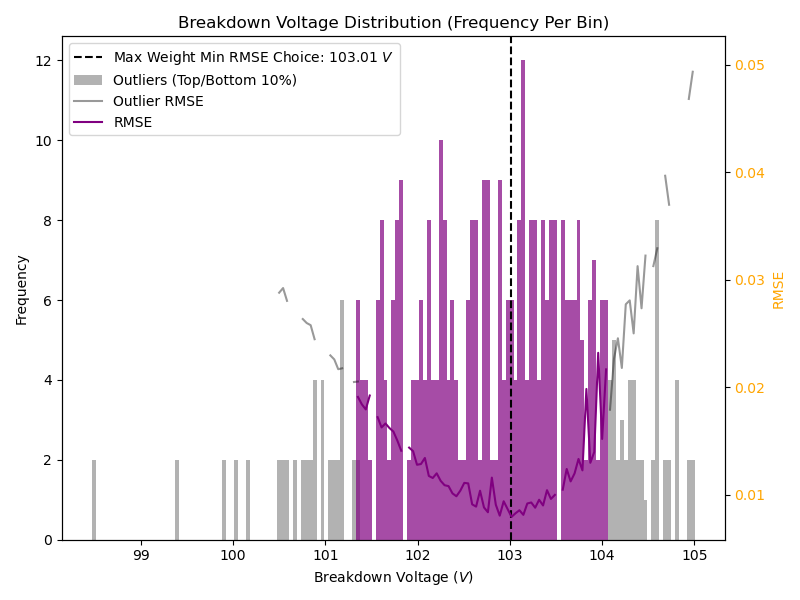 Breakdown Voltage Distribution (Frequency Per Bin)
Max Weight Min RMSE Choice: 103.01 V
Outliers (Top/Bottom 10%)
Outlier RMSE
RMSE
12
10
8
6
4
2
0
Frequency
0.05
0.04
0.03
0.02
0.01
RMSE
99 100 101 102 103 104 105
Breakdown Voltage (V)